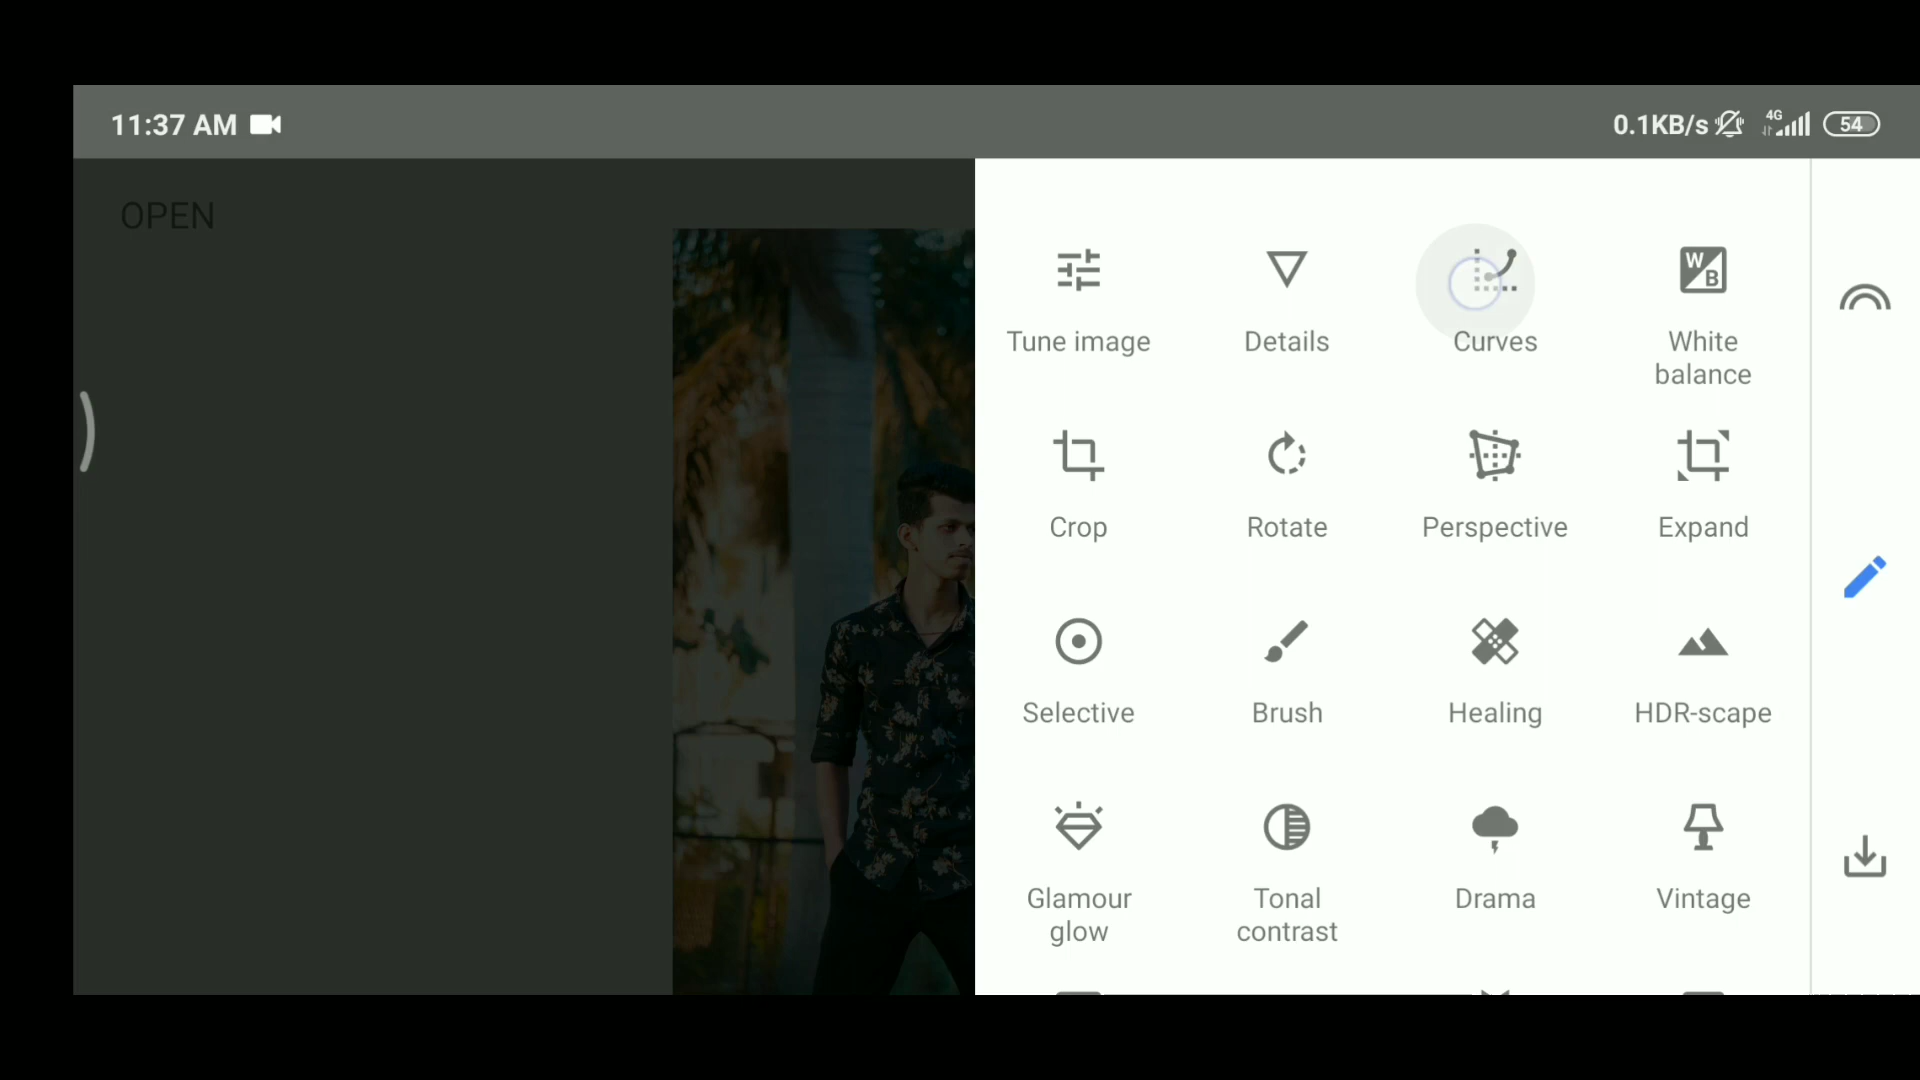 11:37 AM
0.1KB/s 4G 54
OPEN
Tune image
Details
Curves
White
balance
W
B
Crop
Rotate
Perspective
Expand
Selective
Brush
Healing
HDR-scape
Glamour
glow
Tonal
contrast
Drama
Vintage